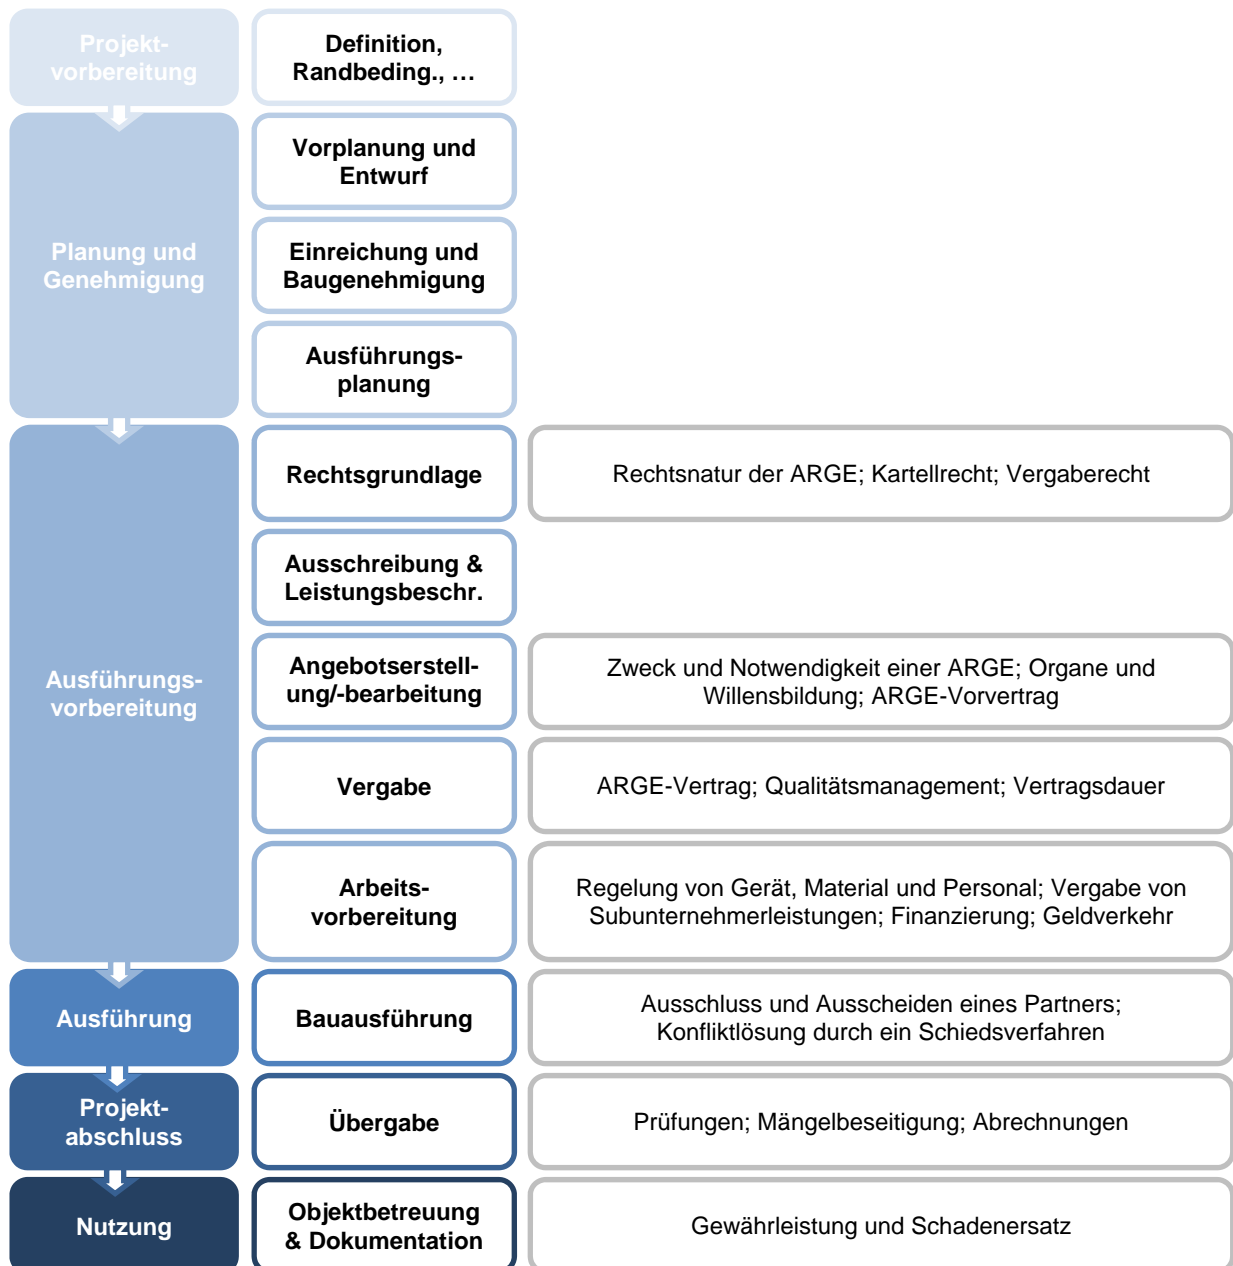 Projekt-
vorbereitung
Definition,
Randbeding., …
Planung und
Genehmigung
Vorplanung und
Entwurf
Einreichung und
Baugenehmigung
Ausführungs-
planung
Ausführungs-
vorbereitung
Rechtsgrundlage
Rechtsnatur der ARGE; Kartellrecht; Vergaberecht
Ausschreibung &
Leistungsbeschr.
Angebotserstell-
ung/-bearbeitung
Zweck und Notwendigkeit einer ARGE; Organe und
Willensbildung; ARGE-Vorvertrag
Vergabe
ARGE-Vertrag; Qualitätsmanagement; Vertragsdauer
Arbeits-
vorbereitung
Regelung von Gerät, Material und Personal; Vergabe von
Subunternehmerleistungen; Finanzierung; Geldverkehr
Ausführung
Bauausführung
Ausschluss und Ausscheiden eines Partners;
Konfliktlösung durch ein Schiedsverfahren
Projekt-
abschluss
Übergabe
Prüfungen; Mängelbeseitigung; Abrechnungen
Nutzung
Objektbetreuung
& Dokumentation
Gewährleistung und Schadenersatz